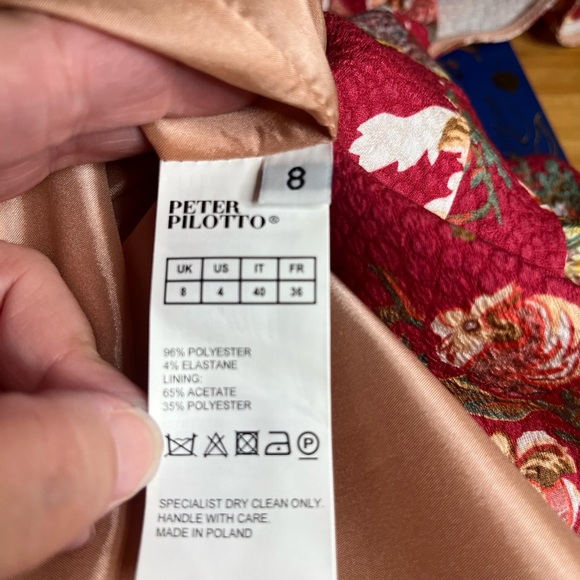 8
PETER
PILOTTO®
UK US IT FR
8 4 40 36
96% POLYESTER
4% ELASTANE
LINING:
65% ACETATE
35% POLYESTER
P
SPECIALIST DRY CLEAN ONLY.
HANDLE WITH CARE.
MADE IN POLAND